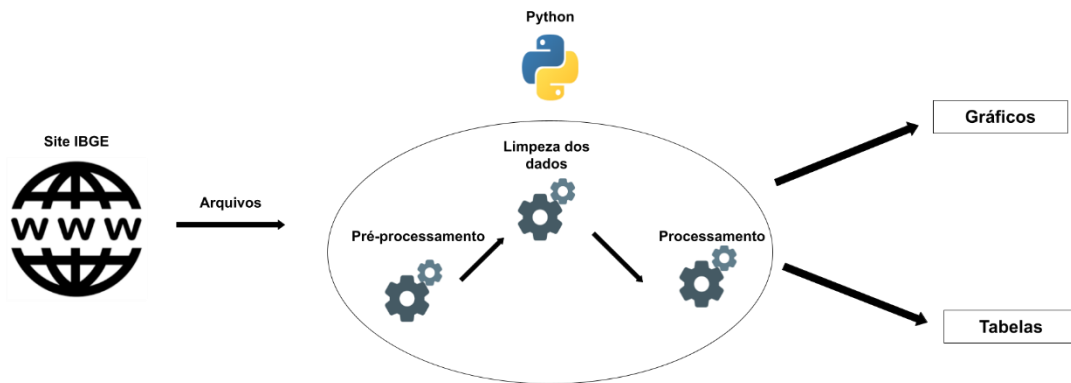 Python
Site IBGE
WWW
Arquivos
Limpeza dos
dados
Pré-processamento
Processamento
Gráficos
Tabelas